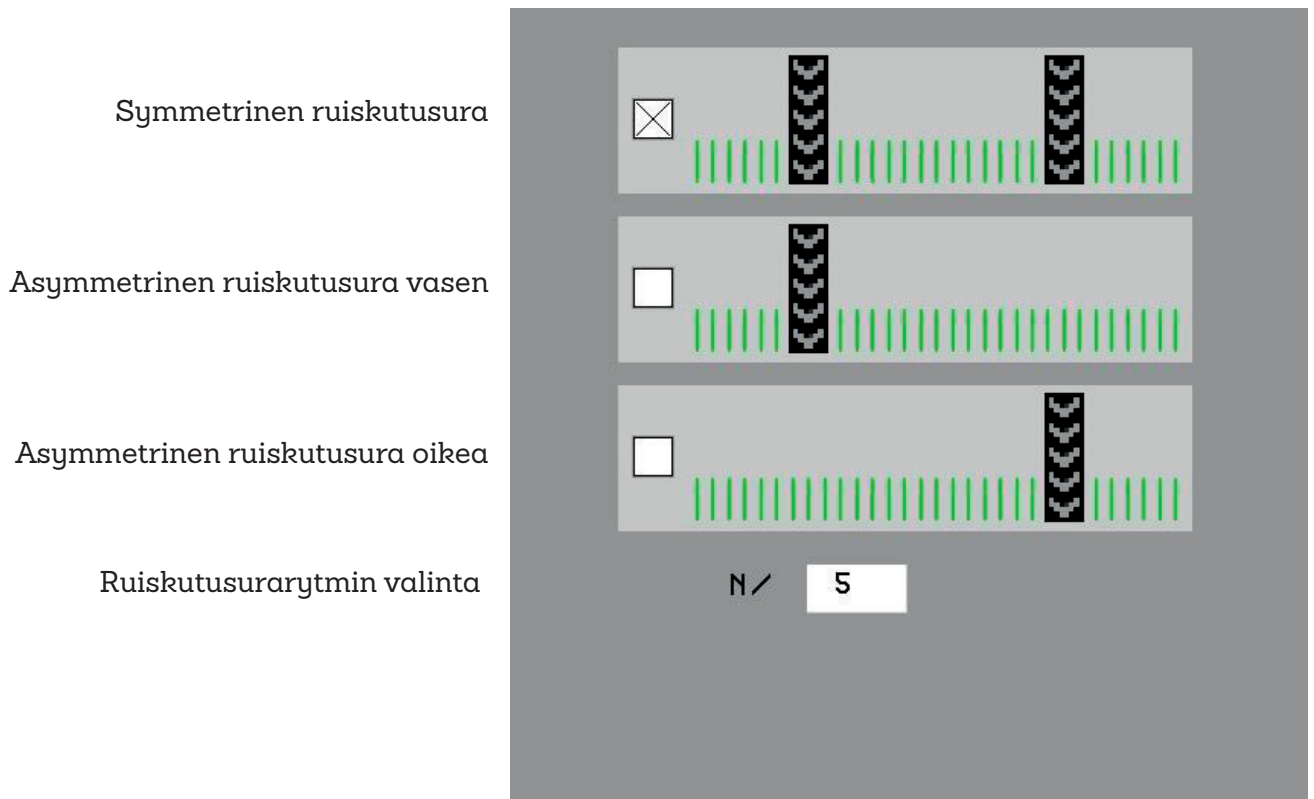 Symmetrinen ruiskutusura
Asymmetrinen ruiskutusura vasen
Asymmetrinen ruiskutusura oikea
Ruiskutusurarytmin valinta N/ 5